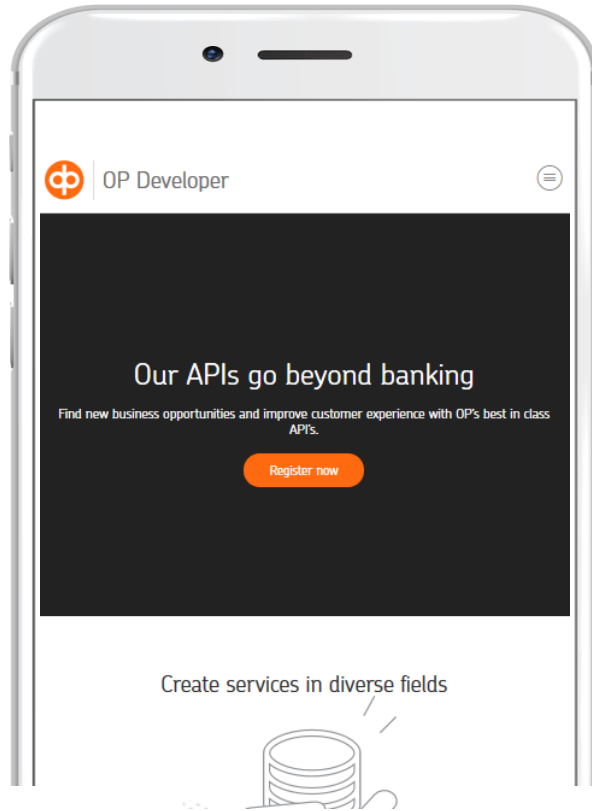 OP Developer
Our APIs go beyond banking
Find new business opportunities and improve customer experience with OP's best in class
API's.
Register now
Create services in diverse fields